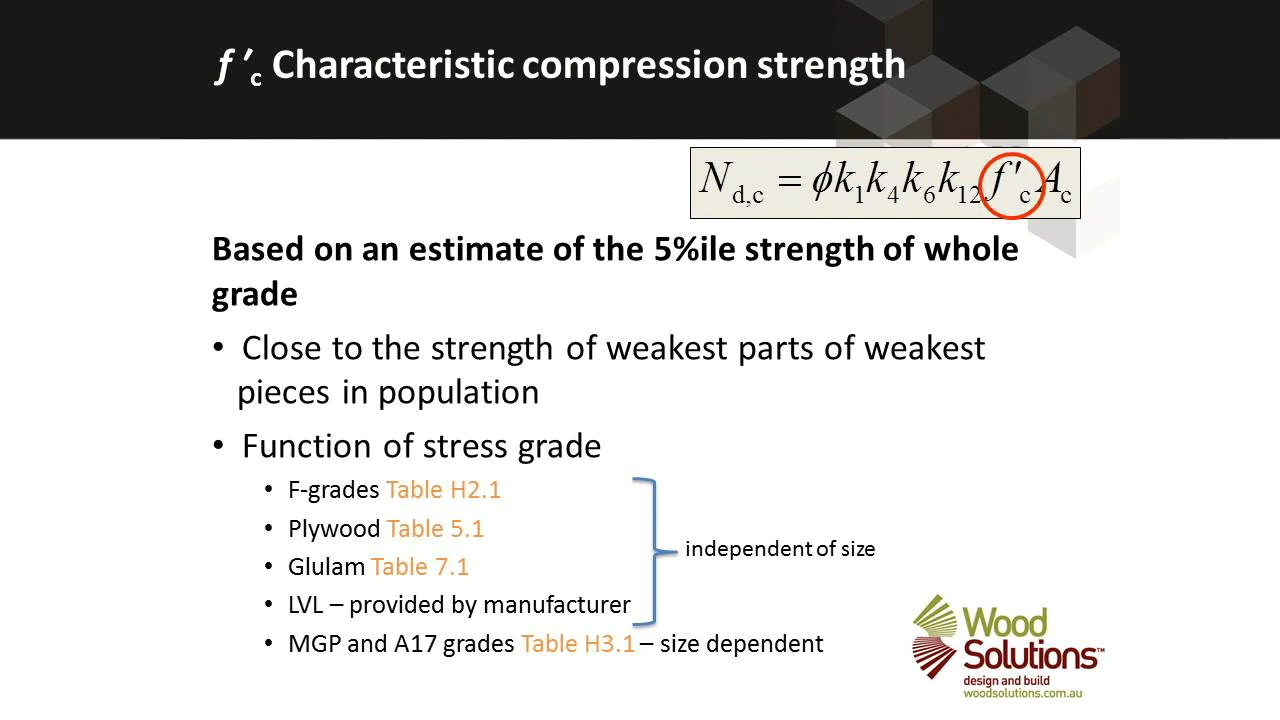 f ′c Characteristic compression strength
Nd,c = ϕk1k4k6k12f′cAc
Based on an estimate of the 5%ile strength of whole
grade
• Close to the strength of weakest parts of weakest
pieces in population
• Function of stress grade
• F-grades Table H2.1
• Plywood Table 5.1
• Glulam Table 7.1
• LVL – provided by manufacturer
independent of size
• MGP and A17 grades Table H3.1 – size dependent
Wood
Solutions™
design and build
woodsolutions.com.au